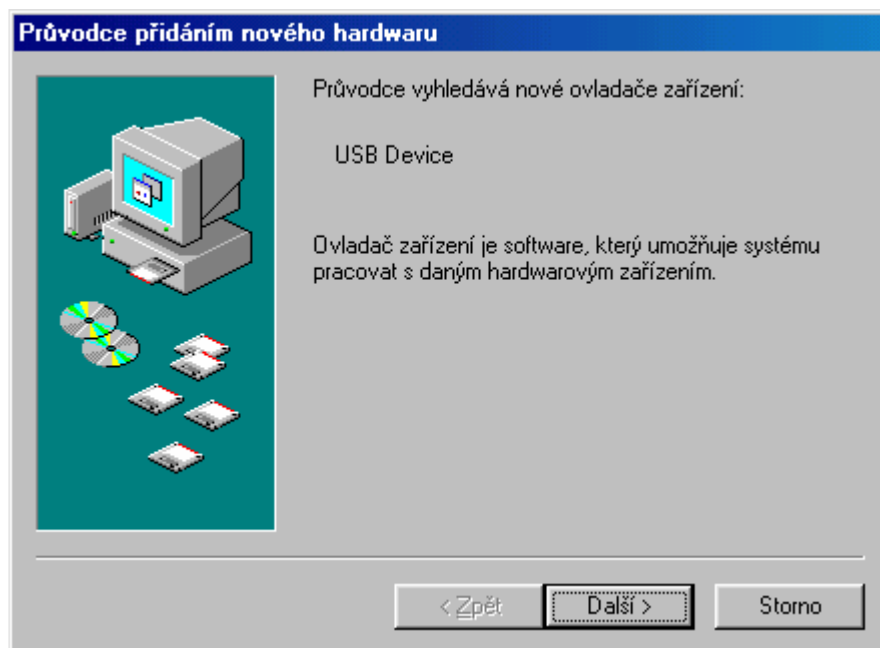 Průvodce přidáním nového hardwaru
Průvodce vyhledává nové ovladače zařízení:
USB Device
Ovladač zařízení je software, který umožňuje systému
pracovat s daným hardwarovým zařízením.
< Zpět
Další >
Storno